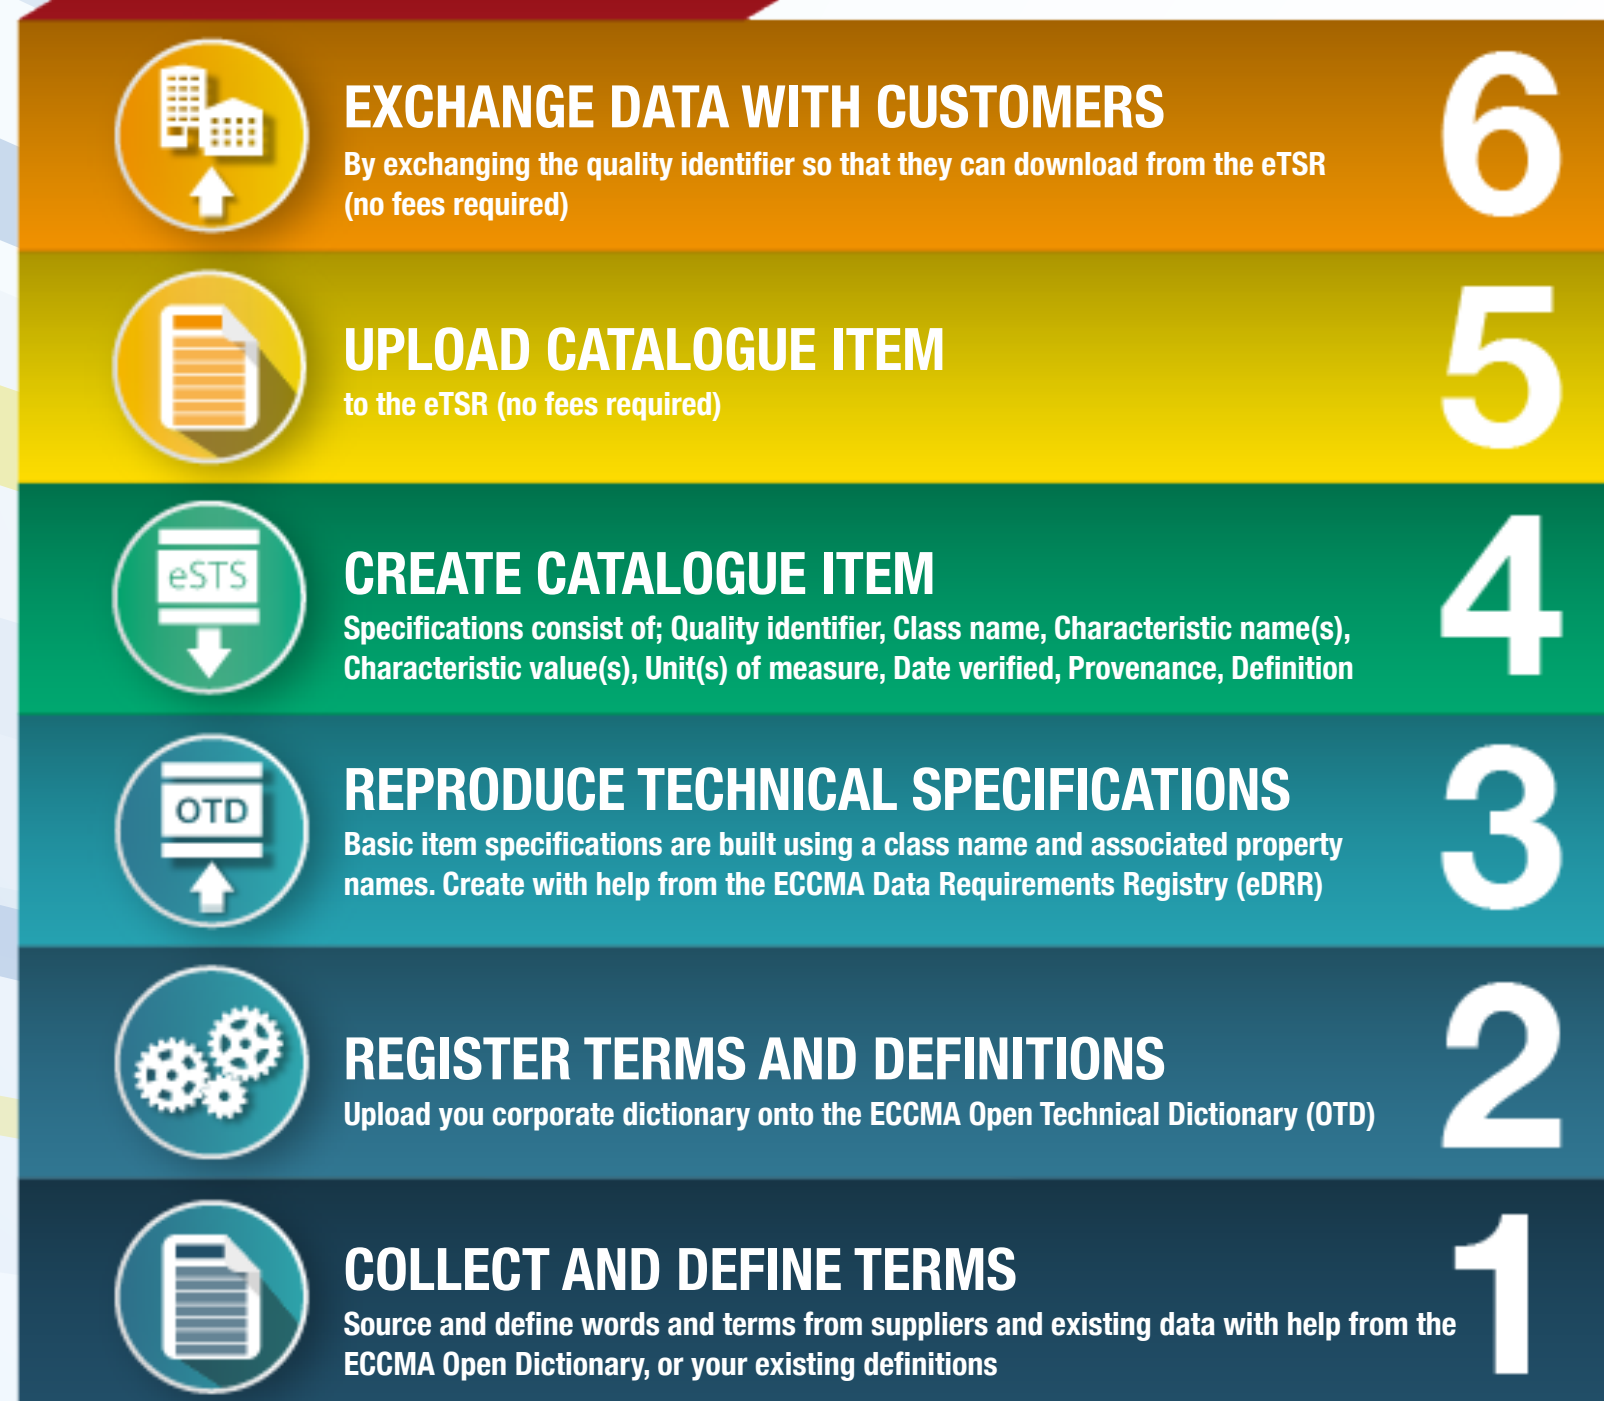 EXCHANGE DATA WITH CUSTOMERS
By exchanging the quality identifier so that they can download from the eTSR
(no fees required)
6
UPLOAD CATALOGUE ITEM
to the eTSR (no fees required)
5
eSTS
CREATE CATALOGUE ITEM
Specifications consist of; Quality identifier, Class name, Characteristic name(s),
Characteristic value(s), Unit(s) of measure, Date verified, Provenance, Definition
4
OTD
REPRODUCE TECHNICAL SPECIFICATIONS
Basic item specifications are built using a class name and associated property
names. Create with help from the ECCMA Data Requirements Registry (eDRR)
3
REGISTER TERMS AND DEFINITIONS
Upload you corporate dictionary onto the ECCMA Open Technical Dictionary (OTD)
2
COLLECT AND DEFINE TERMS
Source and define words and terms from suppliers and existing data with help from the
ECCMA Open Dictionary, or your existing definitions
1